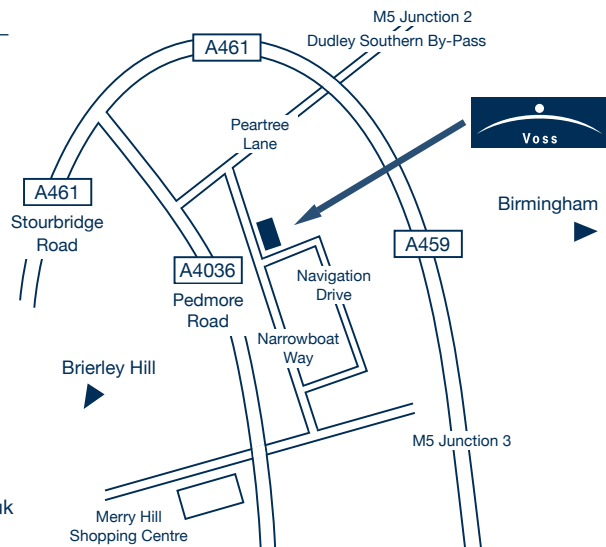 M5 Junction 2
A461
Dudley Southern By-Pass
Peartree
Lane
Voss
A461
Stourbridge
Road
Birmingham
A459
A4036
Pedmore
Road
Navigation
Drive
Narrowboat
Way
Brierley Hill
M5 Junction 3
uk
Merry Hill
Shopping Centre